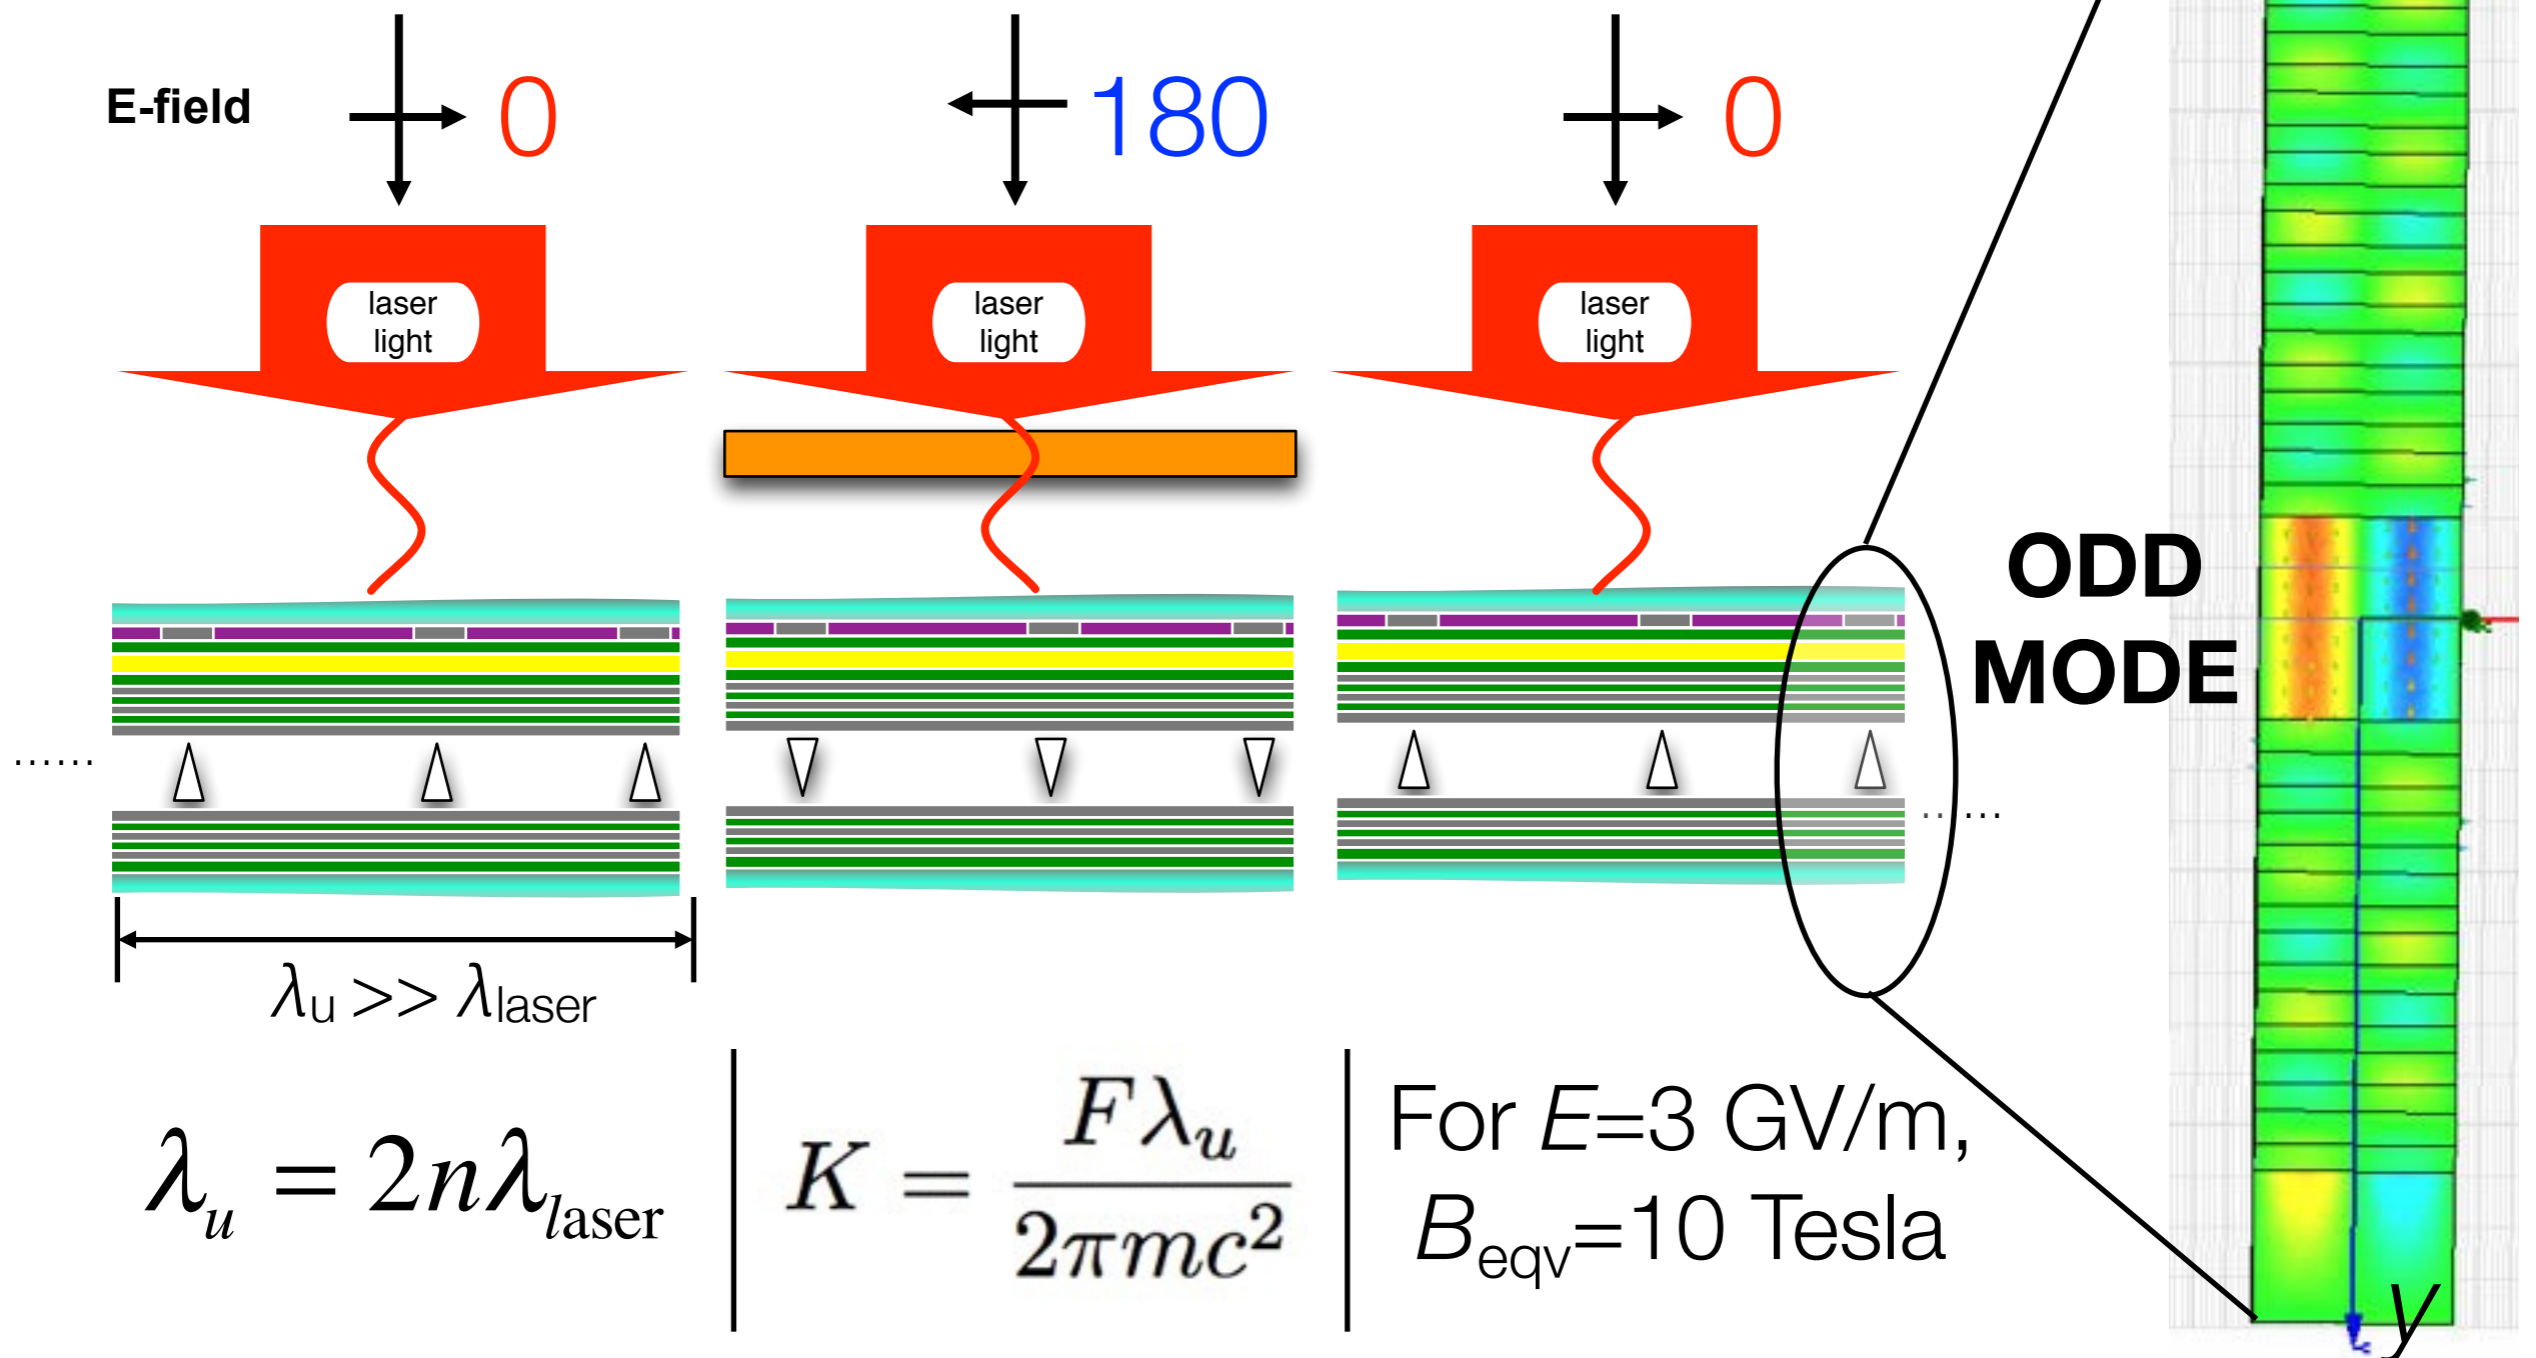 E-field
0
180
0
laser
light
laser
light
laser
light
ODD
MODE
......
......
λu >> λlaser
λu = 2nλlaser
K = Fλu / 2πmc²
For E=3 GV/m,
Beqv=10 Tesla
y